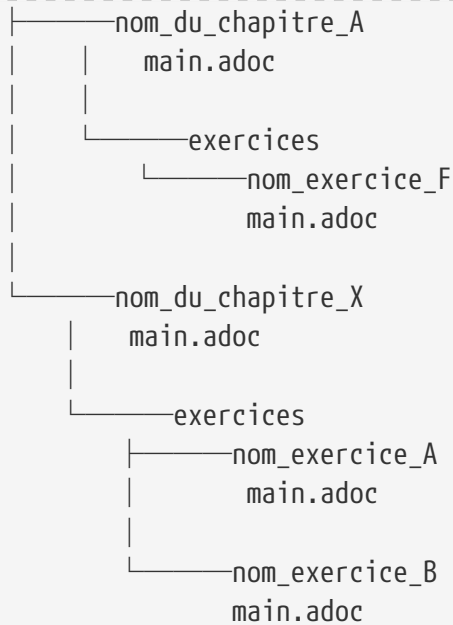 nom_du_chapitre_A
main.adoc
exercices
nom_exercice_F
main.adoc
nom_du_chapitre_X
main.adoc
exercices
nom_exercice_A
main.adoc
nom_exercice_B
main.adoc